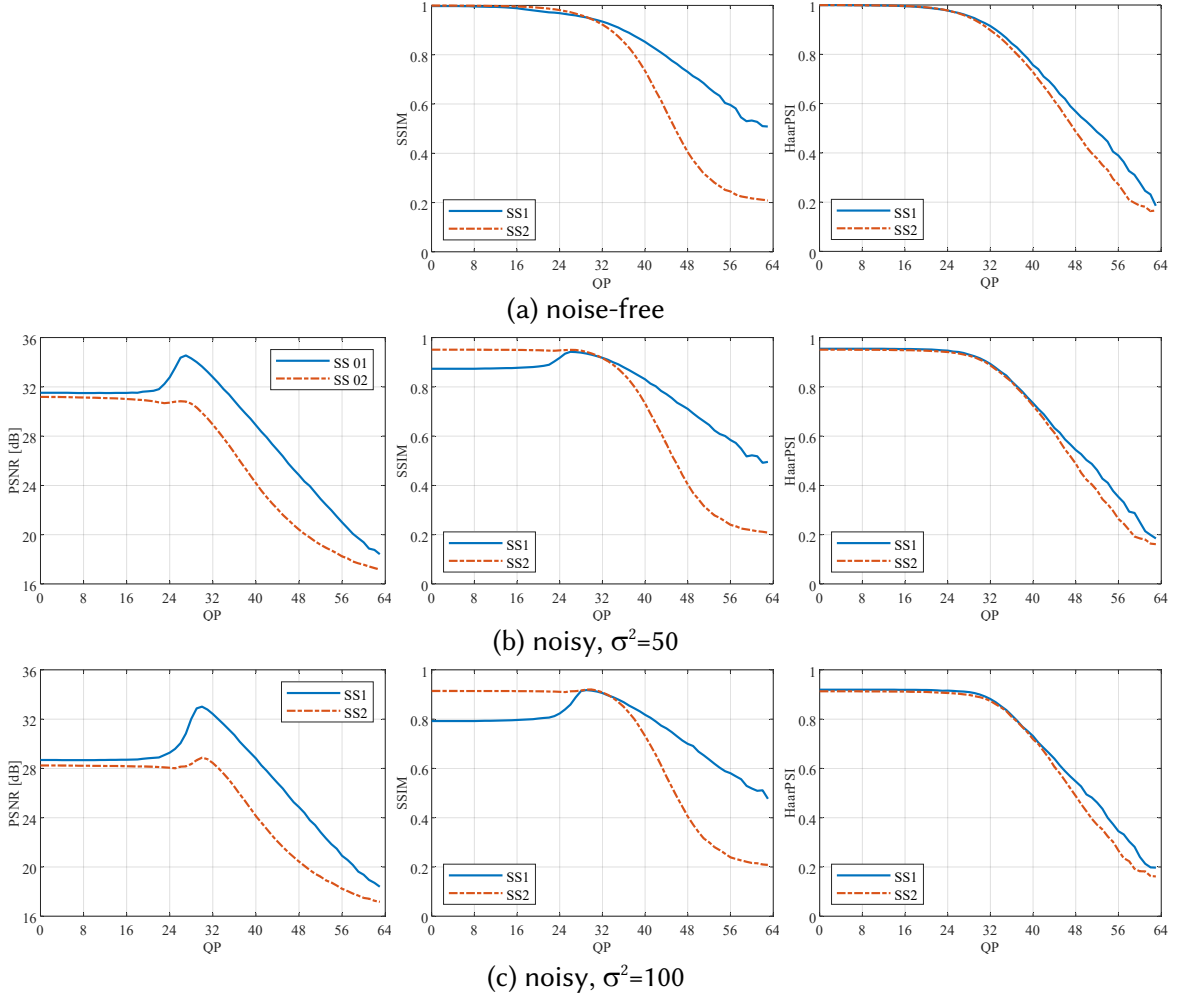 1
0.8
0.6
0.4
0.2
0
SSIM
SS1
SS2
0 8 16 24 32 40 48 56 64
QP
1
0.8
0.6
0.4
0.2
0
HaarPSI
SS1
SS2
0 8 16 24 32 40 48 56 64
QP
(a) noise-free
36
32
28
24
20
16
PSNR [dB]
SS 01
SS 02
0 8 16 24 32 40 48 56 64
QP
1
0.8
0.6
0.4
0.2
0
SSIM
SS1
SS2
0 8 16 24 32 40 48 56 64
QP
1
0.8
0.6
0.4
0.2
0
HaarPSI
SS1
SS2
0 8 16 24 32 40 48 56 64
QP
(b) noisy, σ²=50
36
32
28
24
20
16
PSNR [dB]
SS1
SS2
0 8 16 24 32 40 48 56 64
QP
1
0.8
0.6
0.4
0.2
0
SSIM
SS1
SS2
0 8 16 24 32 40 48 56 64
QP
1
0.8
0.6
0.4
0.2
0
HaarPSI
SS1
SS2
0 8 16 24 32 40 48 56 64
QP
(c) noisy, σ²=100